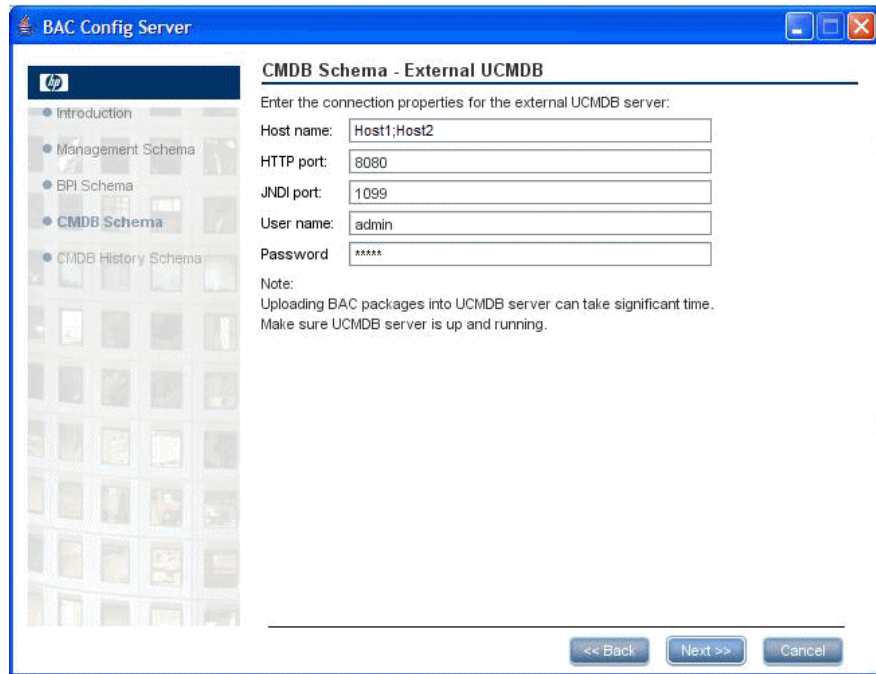 BAC Config Server
hp
Introduction
Management Schema
BPI Schema
CMDB Schema
CMDB History Schema
CMDB Schema - External UCMDB
Enter the connection properties for the external UCMDB server:
Host name: Host1;Host2
HTTP port: 8080
JNDI port: 1099
User name: admin
Password *****
Note:
Uploading BAC packages into UCMDB server can take significant time.
Make sure UCMDB server is up and running.
<< Back Next >> Cancel